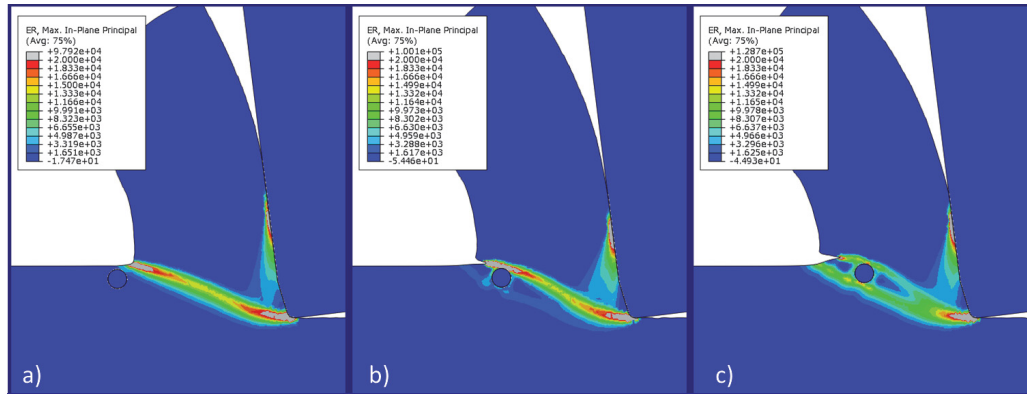 ER, Max. In-Plane Principal
(Avg: 75%)
+9.792e+04
+2.000e+04
+1.833e+04
+1.666e+04
+1.500e+04
+1.333e+04
+1.166e+04
+9.991e+03
+8.323e+03
+6.655e+03
+4.987e+03
+3.319e+03
+1.651e+03
-1.747e+01
a)
ER, Max. In-Plane Principal
(Avg: 75%)
+1.001e+05
+2.000e+04
+1.833e+04
+1.666e+04
+1.499e+04
+1.332e+04
+1.164e+04
+9.973e+03
+8.302e+03
+6.630e+03
+4.959e+03
+3.288e+03
+1.617e+03
-5.446e+01
b)
ER, Max. In-Plane Principal
(Avg: 75%)
+1.287e+05
+2.000e+04
+1.833e+04
+1.666e+04
+1.499e+04
+1.332e+04
+1.165e+04
+9.978e+03
+8.307e+03
+6.637e+03
+4.966e+03
+3.296e+03
+1.625e+03
-4.493e+01
c)